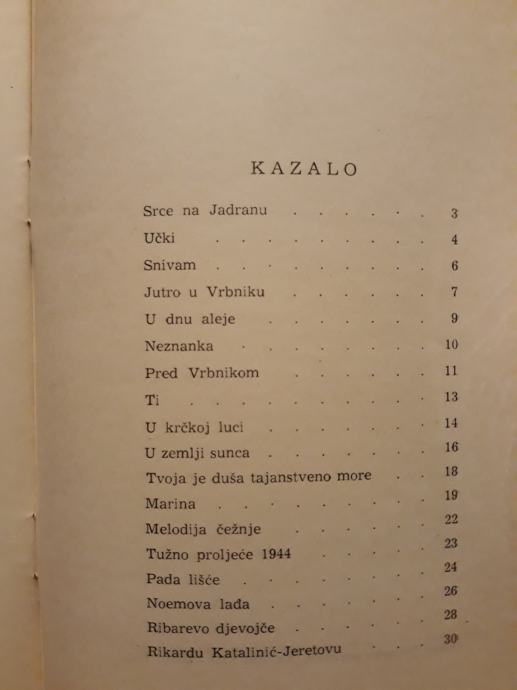 KAZALO
Srce na Jadranu . . . . . . 3
Učki . . . . . . . . . 4
Snivam . . . . . . . . . 6
Jutro u Vrbniku . . . . . . 7
U dnu aleje . . . . . . . 9
Neznanka . . . . . . . . 10
Pred Vrbnikom . . . . . . 11
Ti . . . . . . . . . . 13
U krčkoj luci . . . . . . . 14
U zemlji sunca . . . . . . . 16
Tvoja je duša tajanstveno more . . 18
Marina . . . . . . . . . 19
Melodija čežnje . . . . . . 22
Tužno proljeće 1944 . . . . . 23
Pada lišće . . . . . . . . 24
Noemova lađa . . . . . . . 26
Ribarevo djevojče . . . . . . 28
Rikardu Katalinić-Jeretovu . . . 30